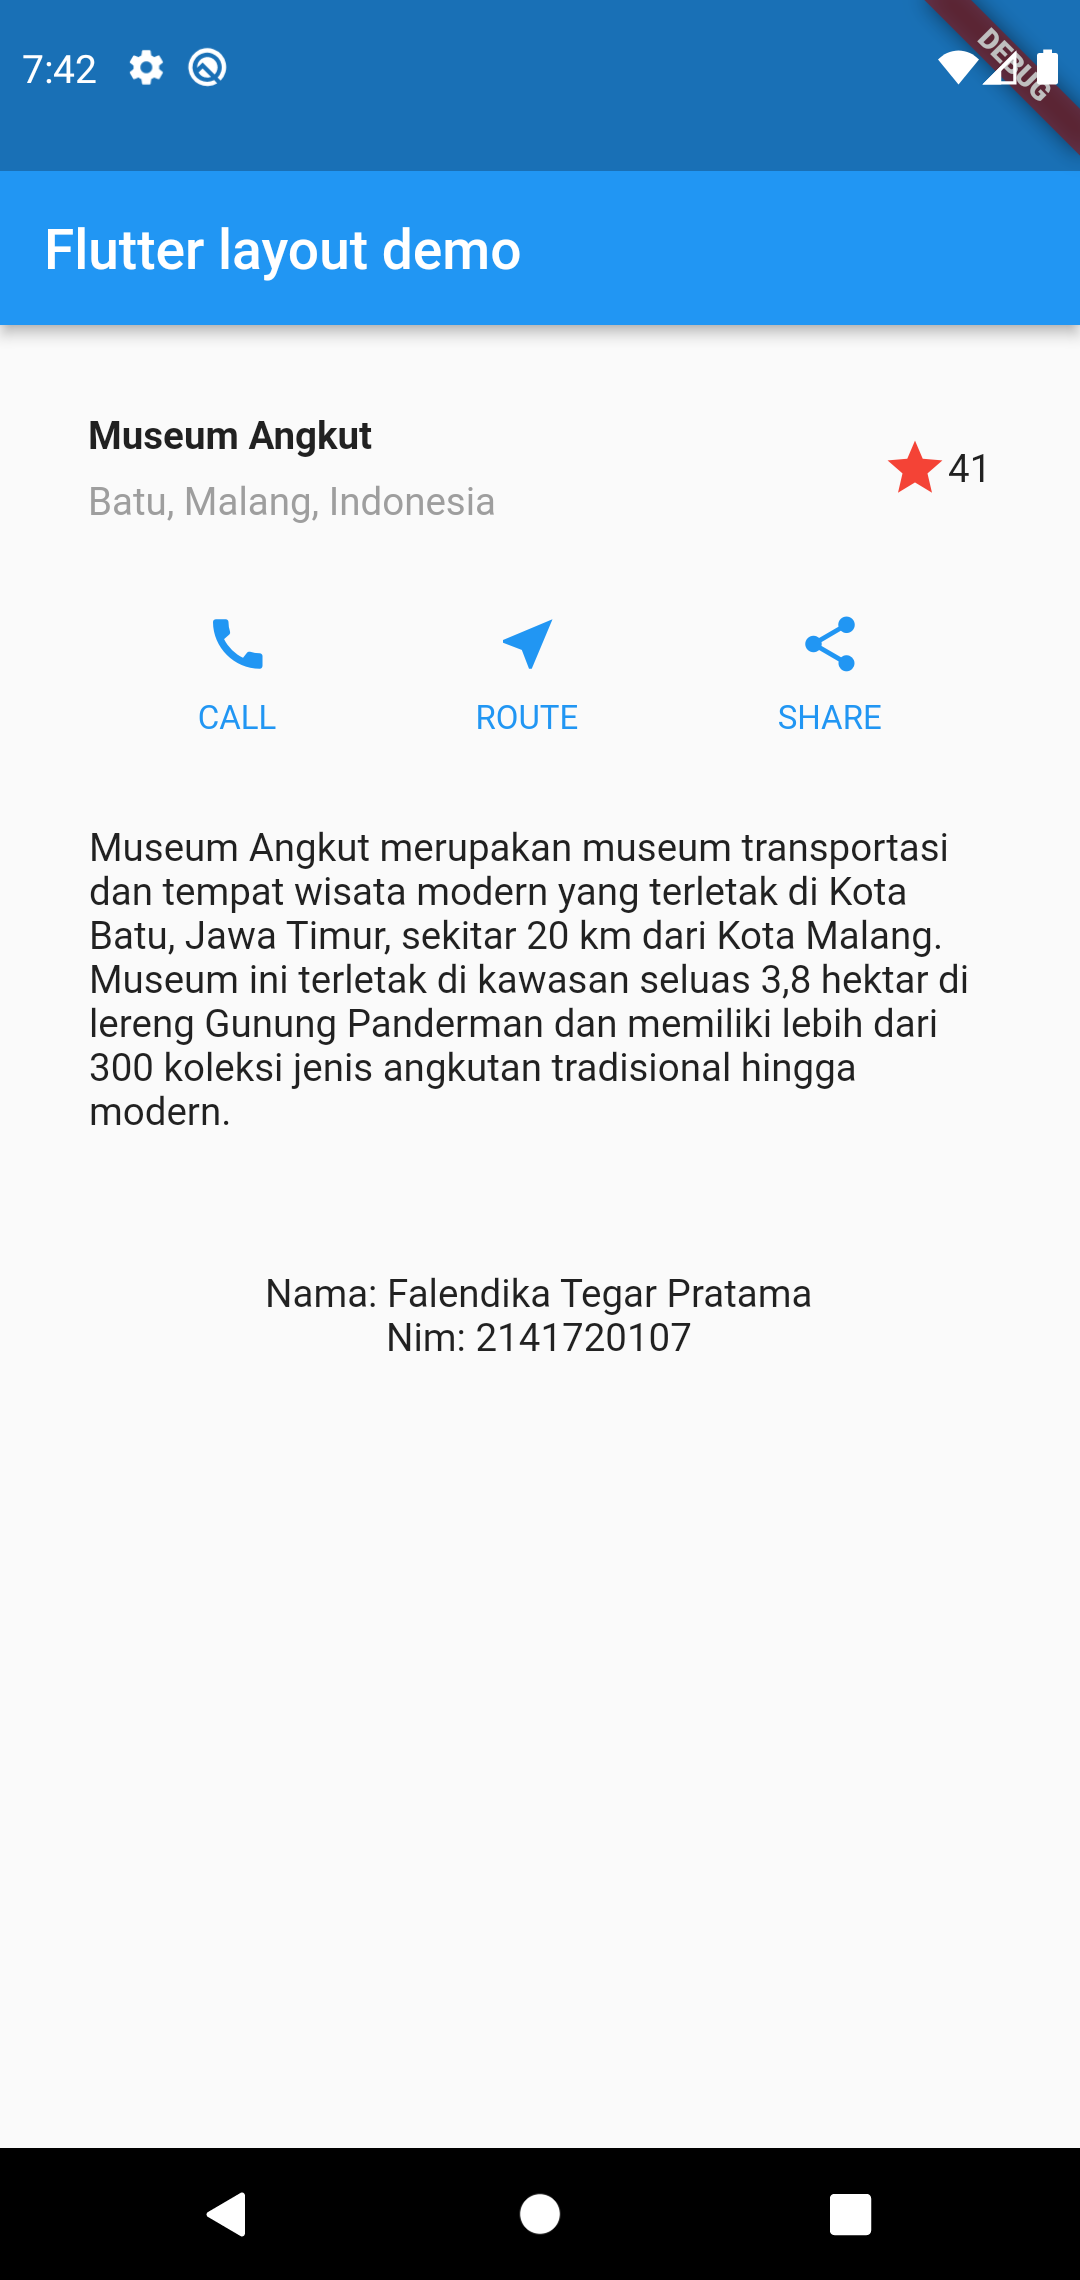 7:42
DEBUG
Flutter layout demo
Museum Angkut
Batu, Malang, Indonesia
41
CALL
ROUTE
SHARE
Museum Angkut merupakan museum transportasi
dan tempat wisata modern yang terletak di Kota
Batu, Jawa Timur, sekitar 20 km dari Kota Malang.
Museum ini terletak di kawasan seluas 3,8 hektar di
lereng Gunung Panderman dan memiliki lebih dari
300 koleksi jenis angkutan tradisional hingga
modern.
Nama: Falendika Tegar Pratama
Nim: 2141720107